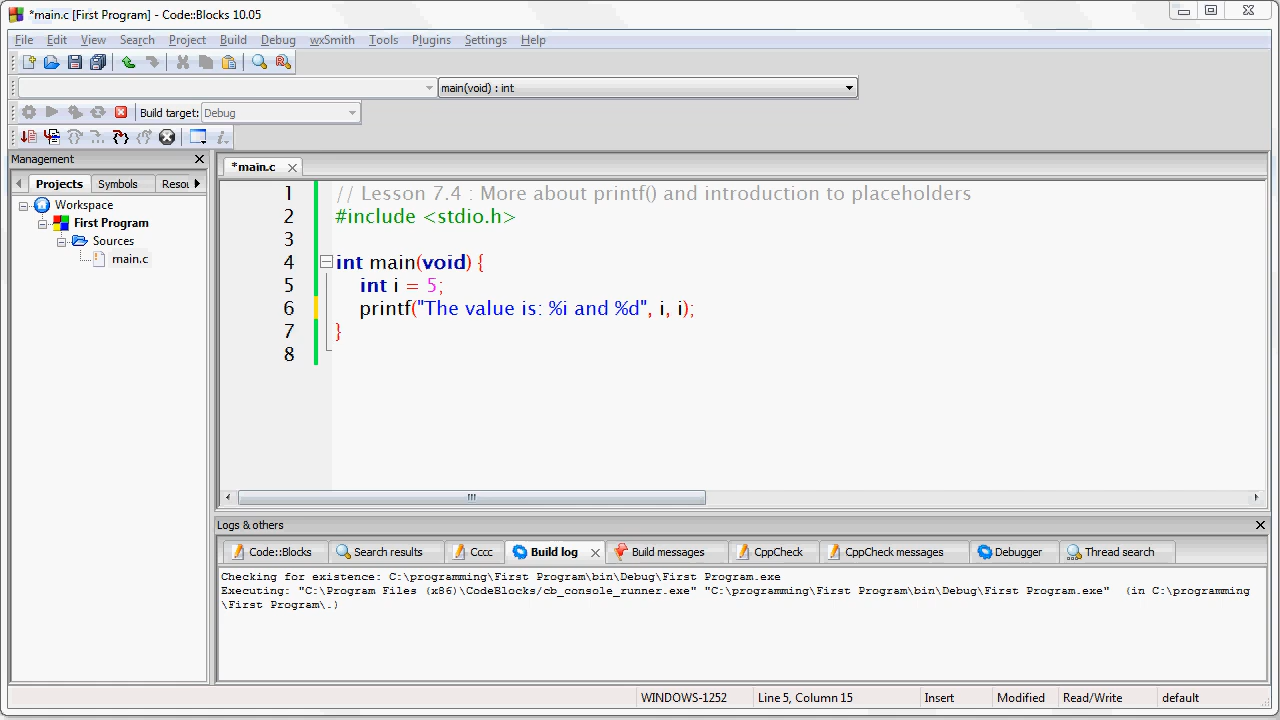 *main.c [First Program] - Code::Blocks 10.05
File Edit View Search Project Build Debug wxSmith Tools Plugins Settings Help
main(void) : int
Build target: Debug
Management
*main.c
Projects Symbols Resou
Workspace
First Program
Sources
main.c
1 // Lesson 7.4 : More about printf() and introduction to placeholders
2 #include <stdio.h>
3
4 int main(void) {
5 int i = 5;
6 printf("The value is: %i and %d", i, i);
7 }
8
Logs & others
Code::Blocks Search results Cccc Build log Build messages CppCheck CppCheck messages Debugger Thread search
Checking for existence: C:\programming\First Program\bin\Debug\First Program.exe
Executing: "C:\Program Files (x86)\CodeBlocks/cb_console_runner.exe" "C:\programming\First Program\bin\Debug\First Program.exe" (in C:\programming
\First Program\.)
WINDOWS-1252 Line 5, Column 15 Insert Modified Read/Write default